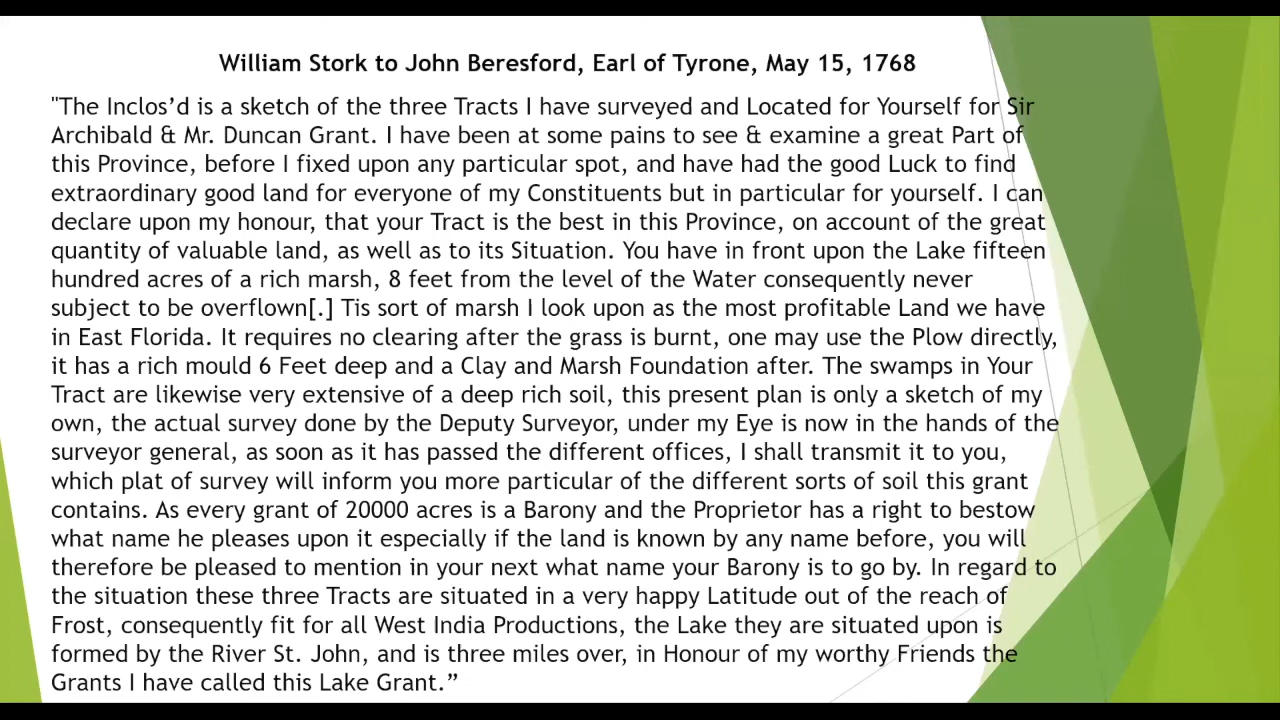 William Stork to John Beresford, Earl of Tyrone, May 15, 1768
"The Inclos’d is a sketch of the three Tracts I have surveyed and Located for Yourself for Sir
Archibald & Mr. Duncan Grant. I have been at some pains to see & examine a great Part of
this Province, before I fixed upon any particular spot, and have had the good Luck to find
extraordinary good land for everyone of my Constituents but in particular for yourself. I can
declare upon my honour, that your Tract is the best in this Province, on account of the great
quantity of valuable land, as well as to its Situation. You have in front upon the Lake fifteen
hundred acres of a rich marsh, 8 feet from the level of the Water consequently never
subject to be overflown[.] Tis sort of marsh I look upon as the most profitable Land we have
in East Florida. It requires no clearing after the grass is burnt, one may use the Plow directly,
it has a rich mould 6 Feet deep and a Clay and Marsh Foundation after. The swamps in Your
Tract are likewise very extensive of a deep rich soil, this present plan is only a sketch of my
own, the actual survey done by the Deputy Surveyor, under my Eye is now in the hands of the
surveyor general, as soon as it has passed the different offices, I shall transmit it to you,
which plat of survey will inform you more particular of the different sorts of soil this grant
contains. As every grant of 20000 acres is a Barony and the Proprietor has a right to bestow
what name he pleases upon it especially if the land is known by any name before, you will
therefore be pleased to mention in your next what name your Barony is to go by. In regard to
the situation these three Tracts are situated in a very happy Latitude out of the reach of
Frost, consequently fit for all West India Productions, the Lake they are situated upon is
formed by the River St. John, and is three miles over, in Honour of my worthy Friends the
Grants I have called this Lake Grant.”